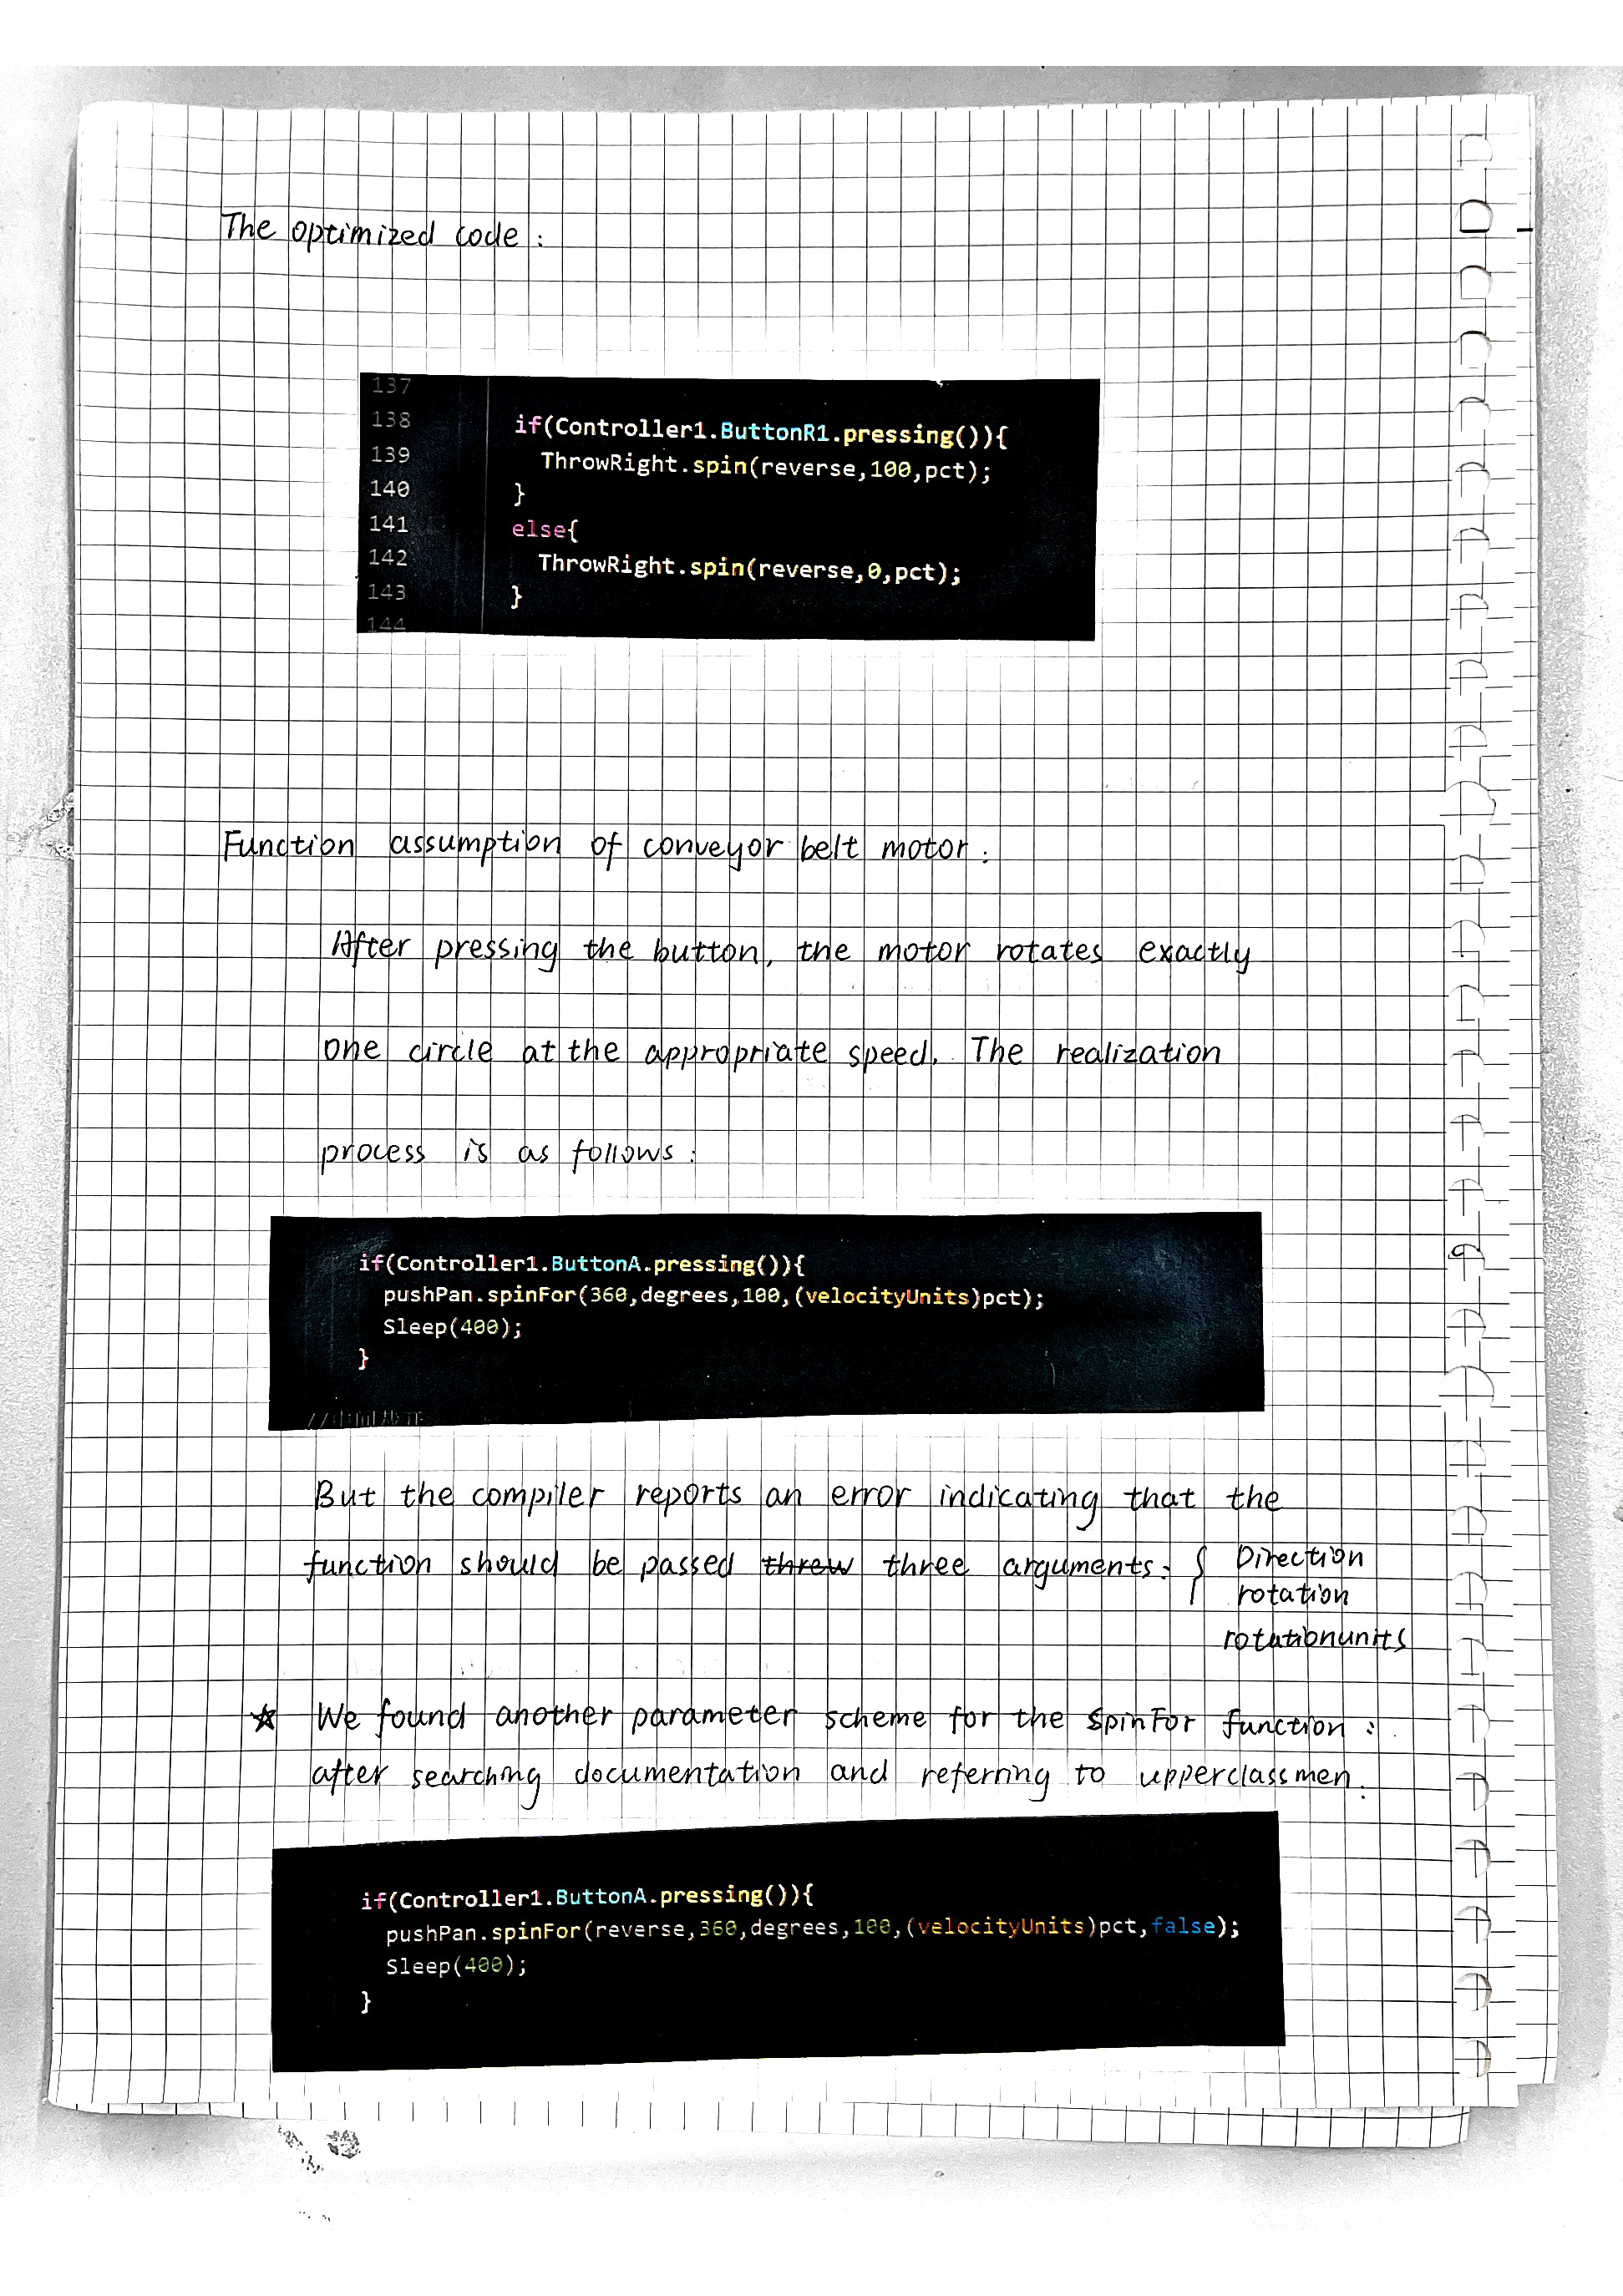 The optimized code :
137
138 if(Controller1.ButtonR1.pressing()){
139 ThrowRight.spin(reverse,100,pct);
140 }
141 else{
142 ThrowRight.spin(reverse,0,pct);
143 }
144
Function assumption of conveyor belt motor :
After pressing the button, the motor rotates exactly
one circle at the appropriate speed. The realization
process is as follows :
if(Controller1.ButtonA.pressing()){
pushPan.spinFor(360,degrees,100,(velocityUnits)pct);
Sleep(400);
}
But the compiler reports an error indicating that the
function should be passed threw three arguments : { Direction
rotation
rotationunits
☆ We found another parameter scheme for the SpinFor function :
after searching documentation and referring to upperclassmen.
if(Controller1.ButtonA.pressing()){
pushPan.spinFor(reverse,360,degrees,100,(velocityUnits)pct,false);
Sleep(400);
}